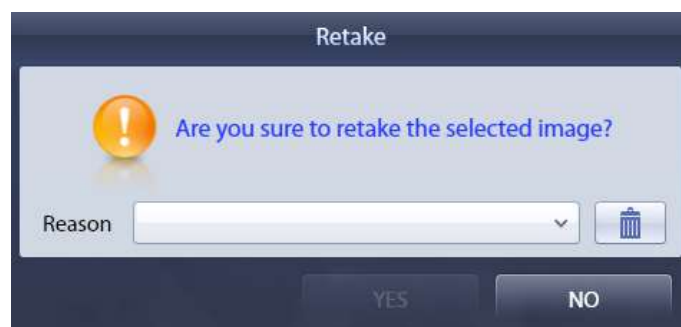 Retake
Are you sure to retake the selected image?
Reason
YES
NO